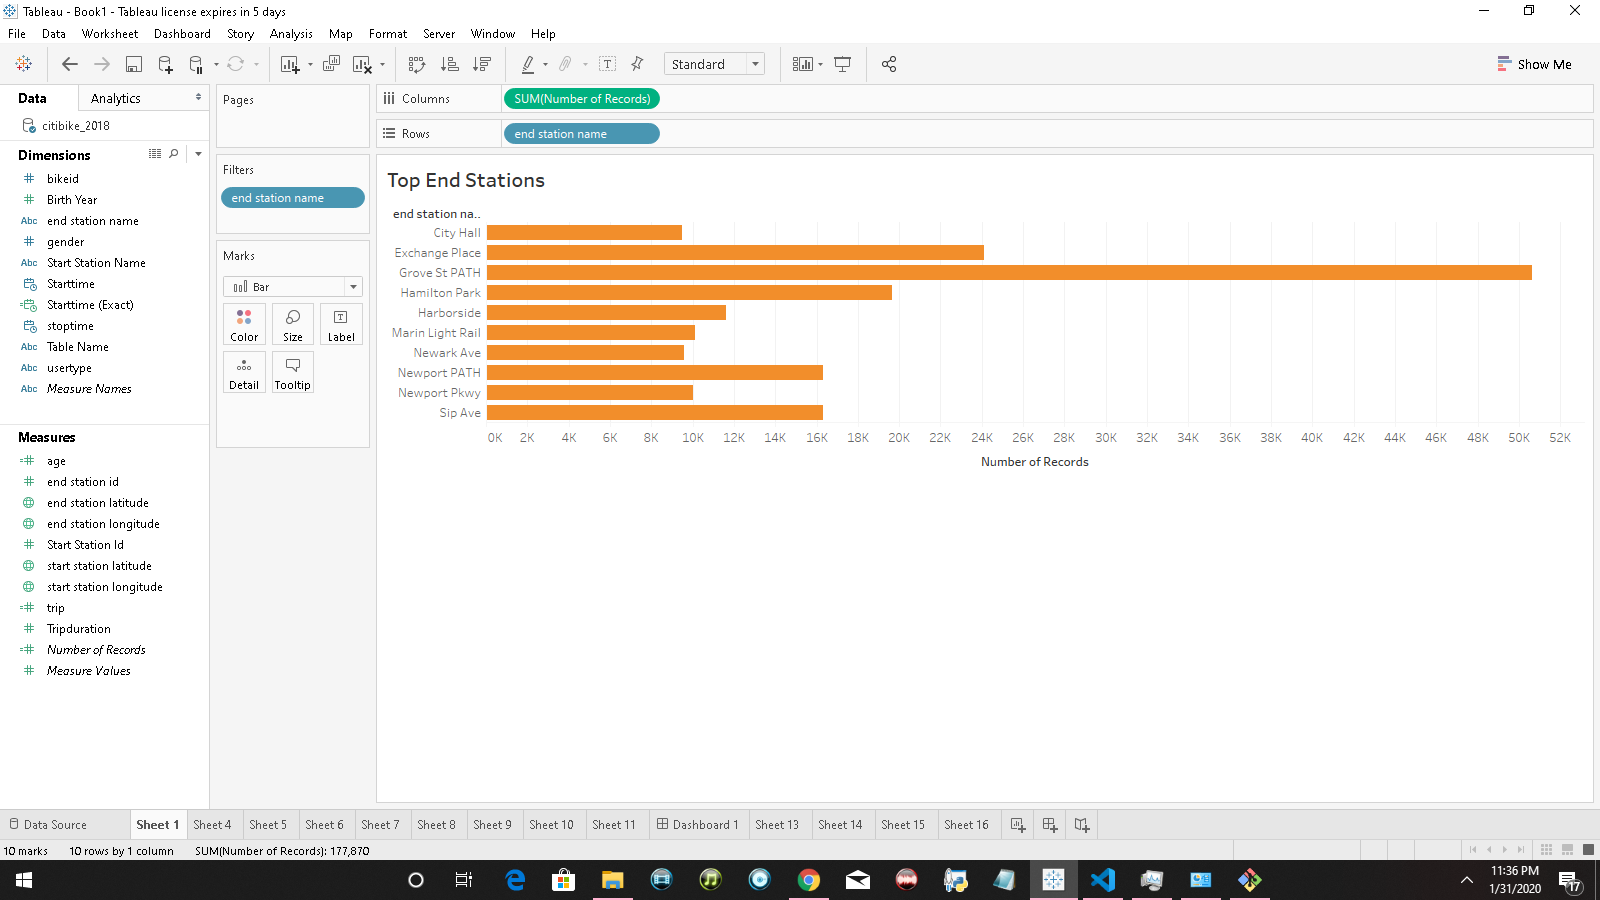 Tableau - Book1 - Tableau license expires in 5 days
File Data Worksheet Dashboard Story Analysis Map Format Server Window Help
Standard
Show Me
Data
Analytics
citibike_2018
Dimensions
bikeid
Birth Year
Abc end station name
gender
Abc Start Station Name
Starttime
Starttime (Exact)
stoptime
Abc Table Name
Abc usertype
Abc Measure Names
Measures
age
end station id
end station latitude
end station longitude
Start Station Id
start station latitude
start station longitude
trip
Tripduration
Number of Records
Measure Values
Pages
Filters
end station name
Marks
Bar
Color Size Label
Detail Tooltip
Columns
SUM(Number of Records)
Rows
end station name
Top End Stations
end station na..
City Hall
Exchange Place
Grove St PATH
Hamilton Park
Harborside
Marin Light Rail
Newark Ave
Newport PATH
Newport Pkwy
Sip Ave
0K 2K 4K 6K 8K 10K 12K 14K 16K 18K 20K 22K 24K 26K 28K 30K 32K 34K 36K 38K 40K 42K 44K 46K 48K 50K 52K
Number of Records
Data Source Sheet 1 Sheet 4 Sheet 5 Sheet 6 Sheet 7 Sheet 8 Sheet 9 Sheet 10 Sheet 11 Dashboard 1 Sheet 13 Sheet 14 Sheet 15 Sheet 16
10 marks 10 rows by 1 column SUM(Number of Records): 177,870
11:36 PM
1/31/2020
17